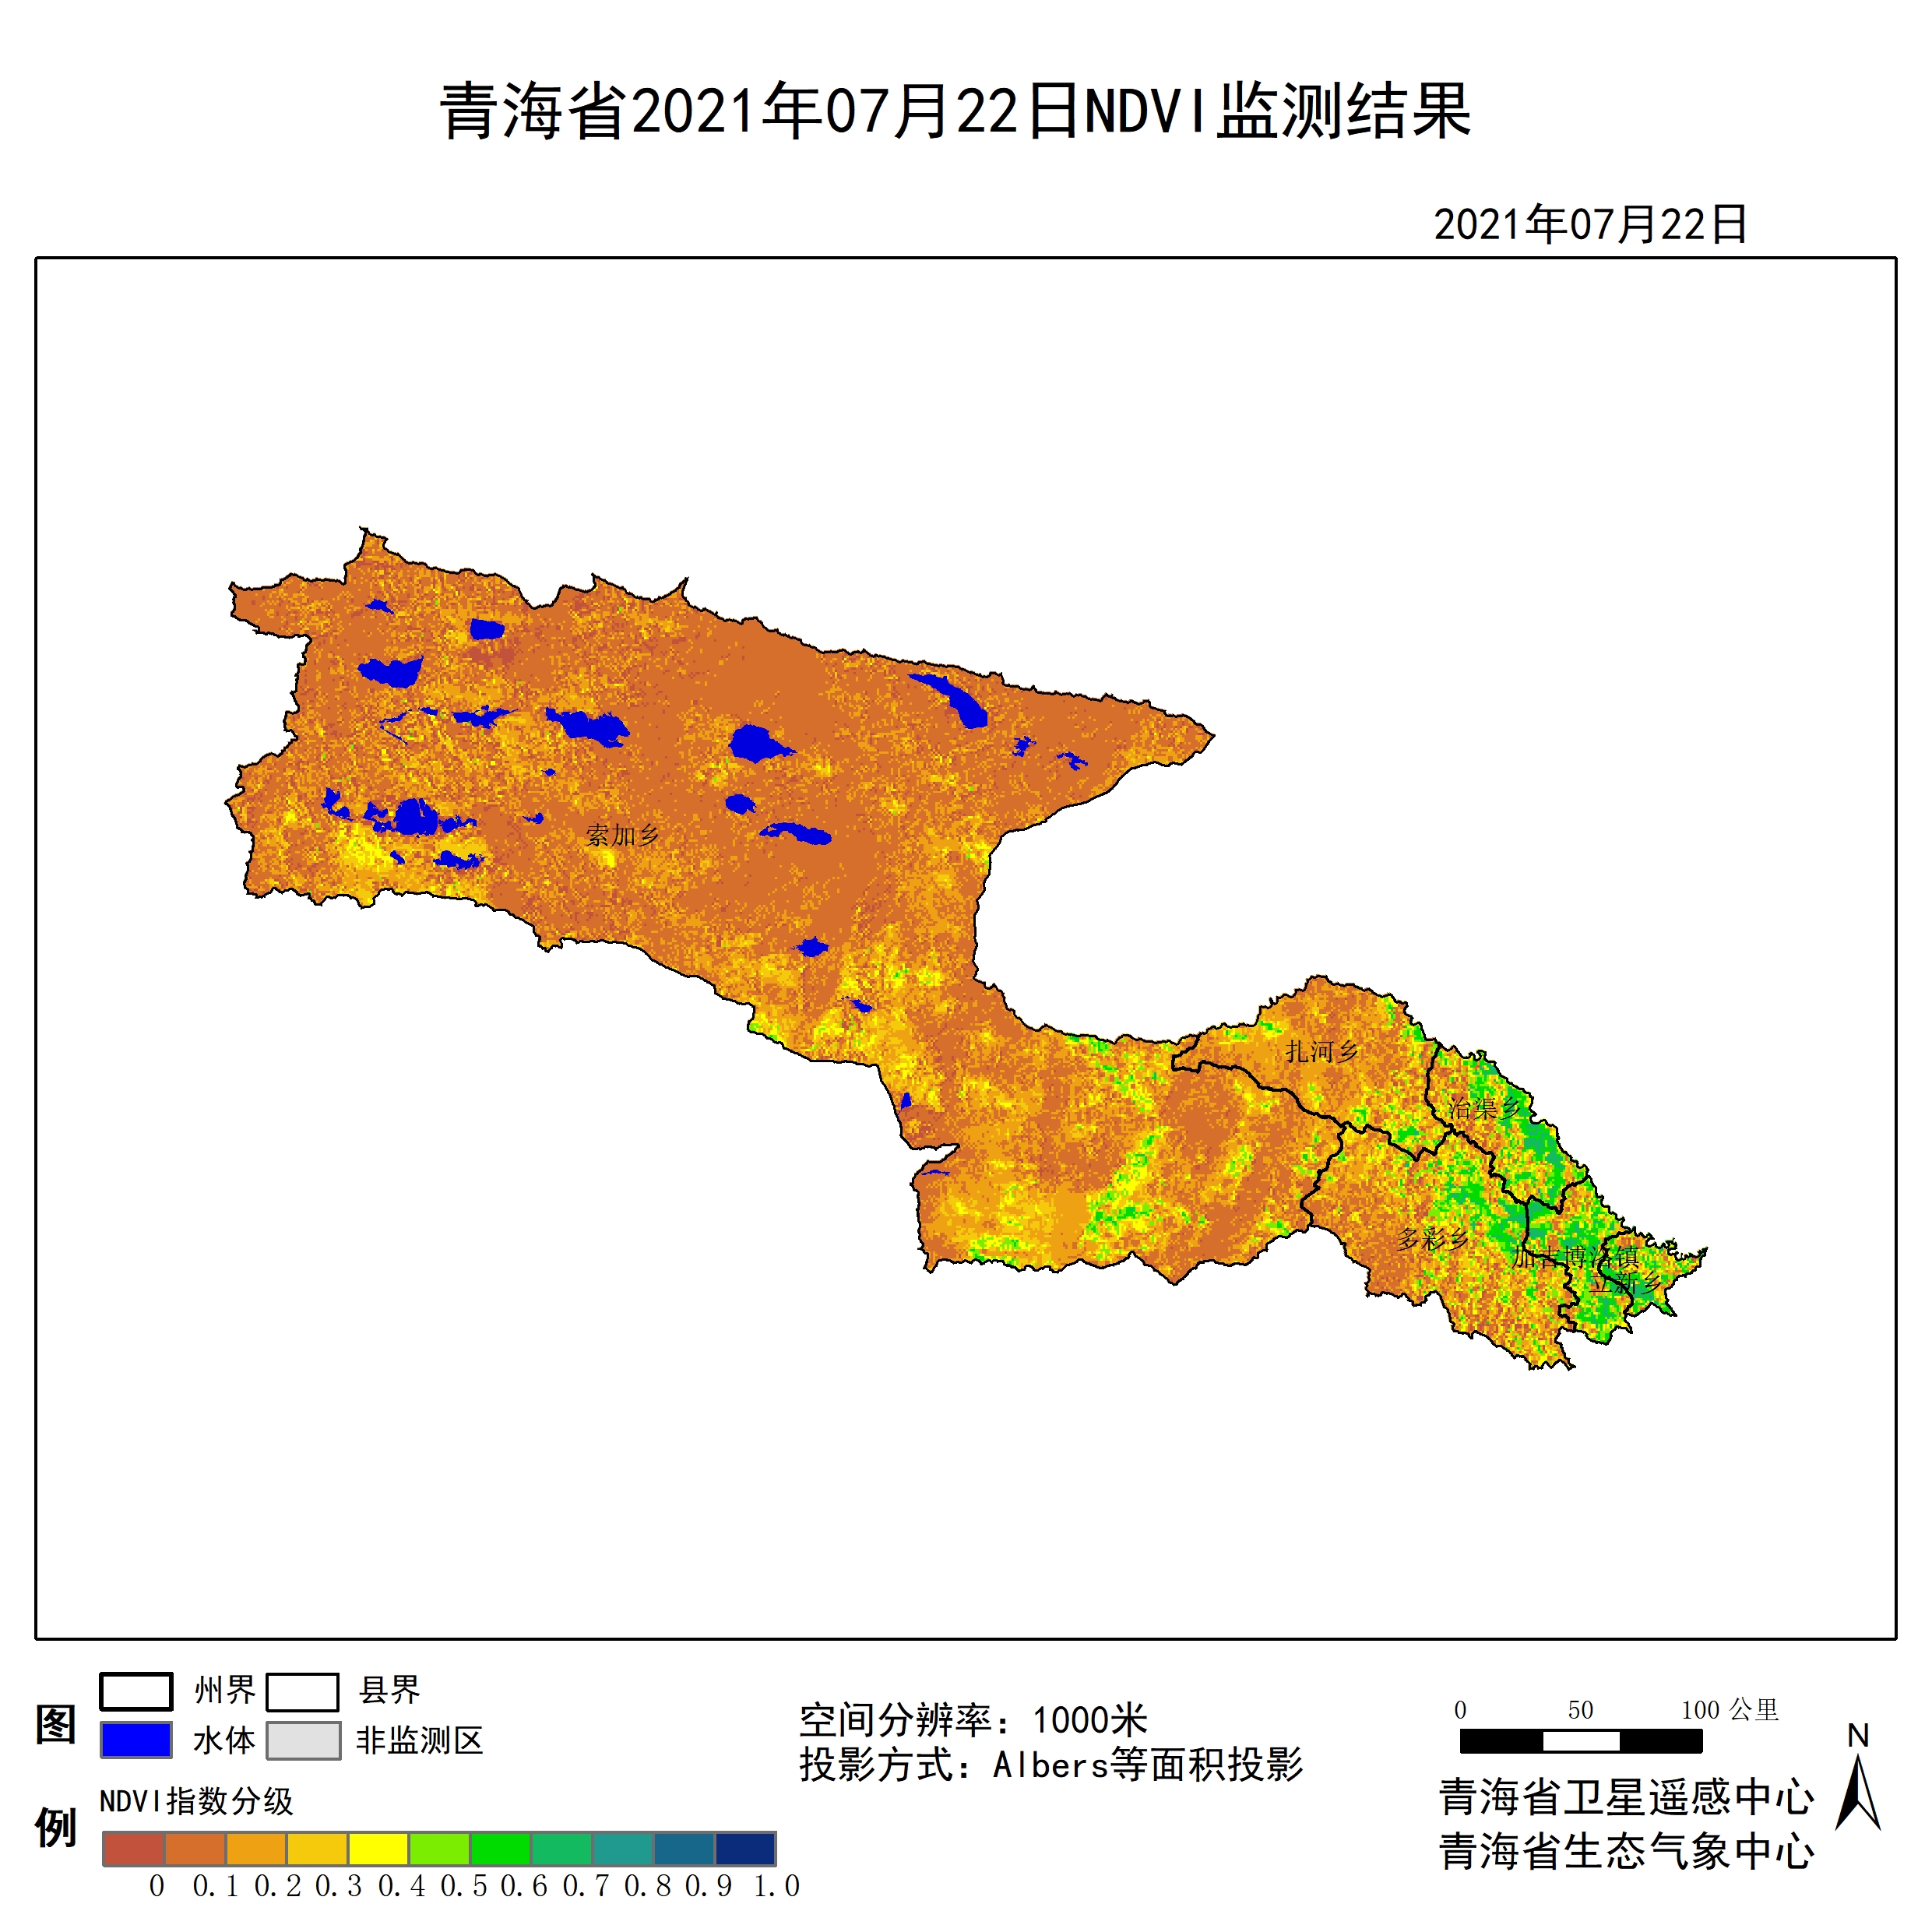 青海省2021年07月22日NDVI监测结果
2021年07月22日
索加乡
扎河乡
治渠乡
多彩乡
加吉博洛镇
立新乡
图例
州界 县界
水体 非监测区
NDVI指数分级
0 0.1 0.2 0.3 0.4 0.5 0.6 0.7 0.8 0.9 1.0
空间分辨率：1000米
投影方式：Albers等面积投影
0 50 100 公里
N
青海省卫星遥感中心
青海省生态气象中心